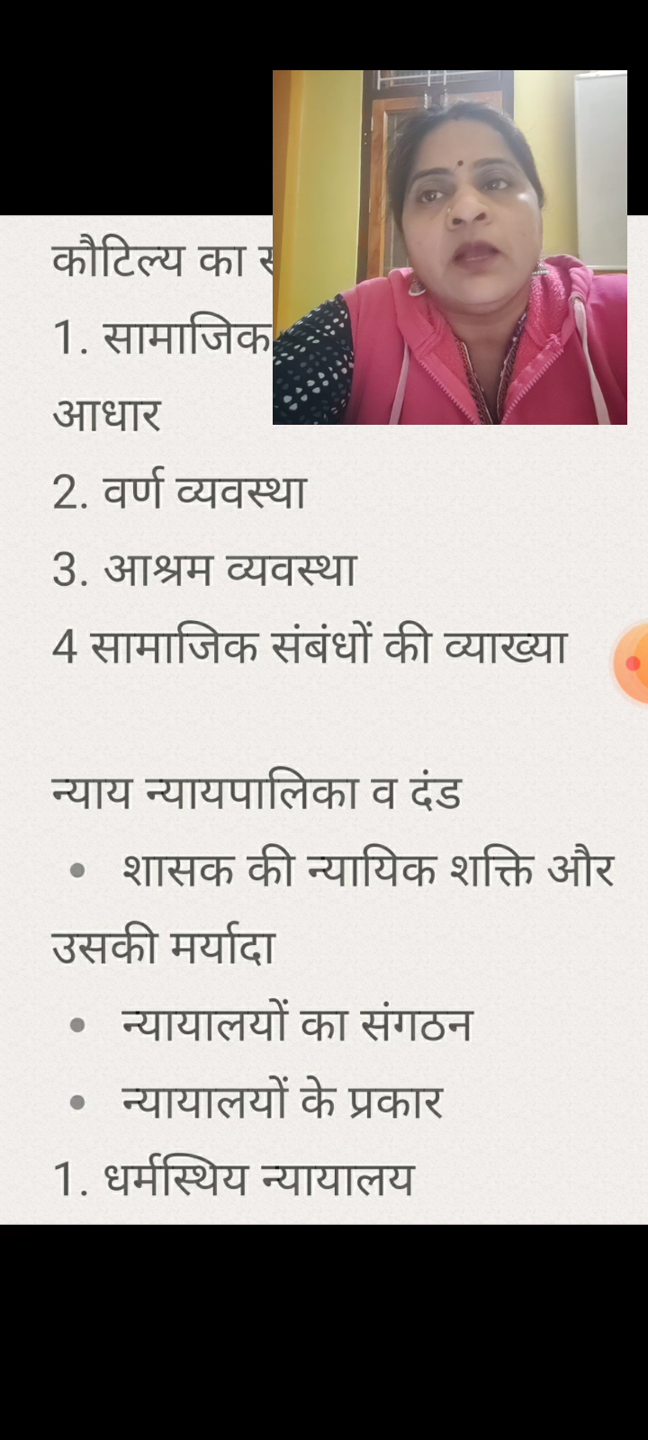 कौटिल्य का
1. सामाजिक
आधार
2. वर्ण व्यवस्था
3. आश्रम व्यवस्था
4 सामाजिक संबंधों की व्याख्या
न्याय न्यायपालिका व दंड
• शासक की न्यायिक शक्ति और
उसकी मर्यादा
• न्यायालयों का संगठन
• न्यायालयों के प्रकार
1. धर्मस्थिय न्यायालय